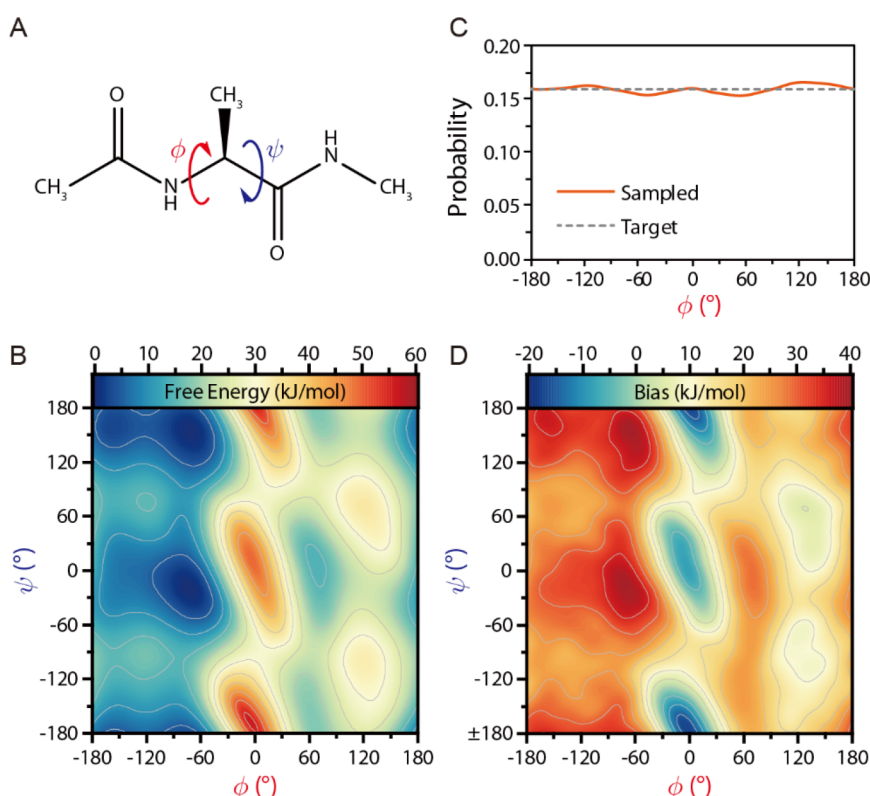 A
O
CH₃
ϕ
ψ
H
N
CH₃
N
H
CH₃
O
C
0.20
0.15
0.10
0.05
0.00
Probability
Sampled
Target
-180
-60
0
60
120
180
ϕ (°)
B
0
10
20
30
40
50
60
Free Energy (kJ/mol)
180
120
60
0
-60
-120
-180
ψ (°)
-180
-120
-60
0
60
120
180
ϕ (°)
D
-20
-10
-0
10
20
30
40
Bias (kJ/mol)
180
120
60
0
-60
-120
±180
ψ (°)
-180
-120
-60
0
60
120
180
ϕ (°)